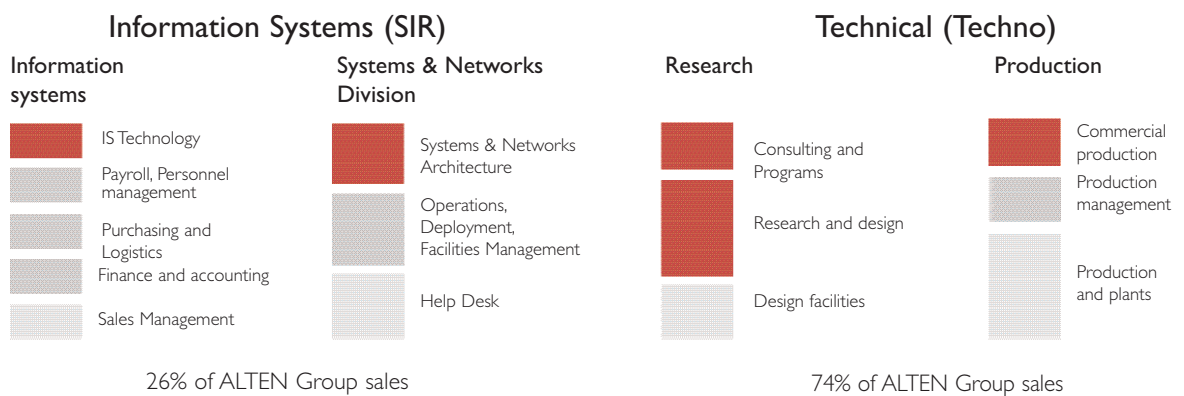 Information Systems (SIR)
Information
systems
IS Technology
Payroll, Personnel
management
Purchasing and
Logistics
Finance and accounting
Sales Management
Systems & Networks
Division
Systems & Networks
Architecture
Operations,
Deployment,
Facilities Management
Help Desk
26% of ALTEN Group sales
Technical (Techno)
Research
Consulting and
Programs
Research and design
Design facilities
Production
Commercial
production
Production
management
Production
and plants
74% of ALTEN Group sales